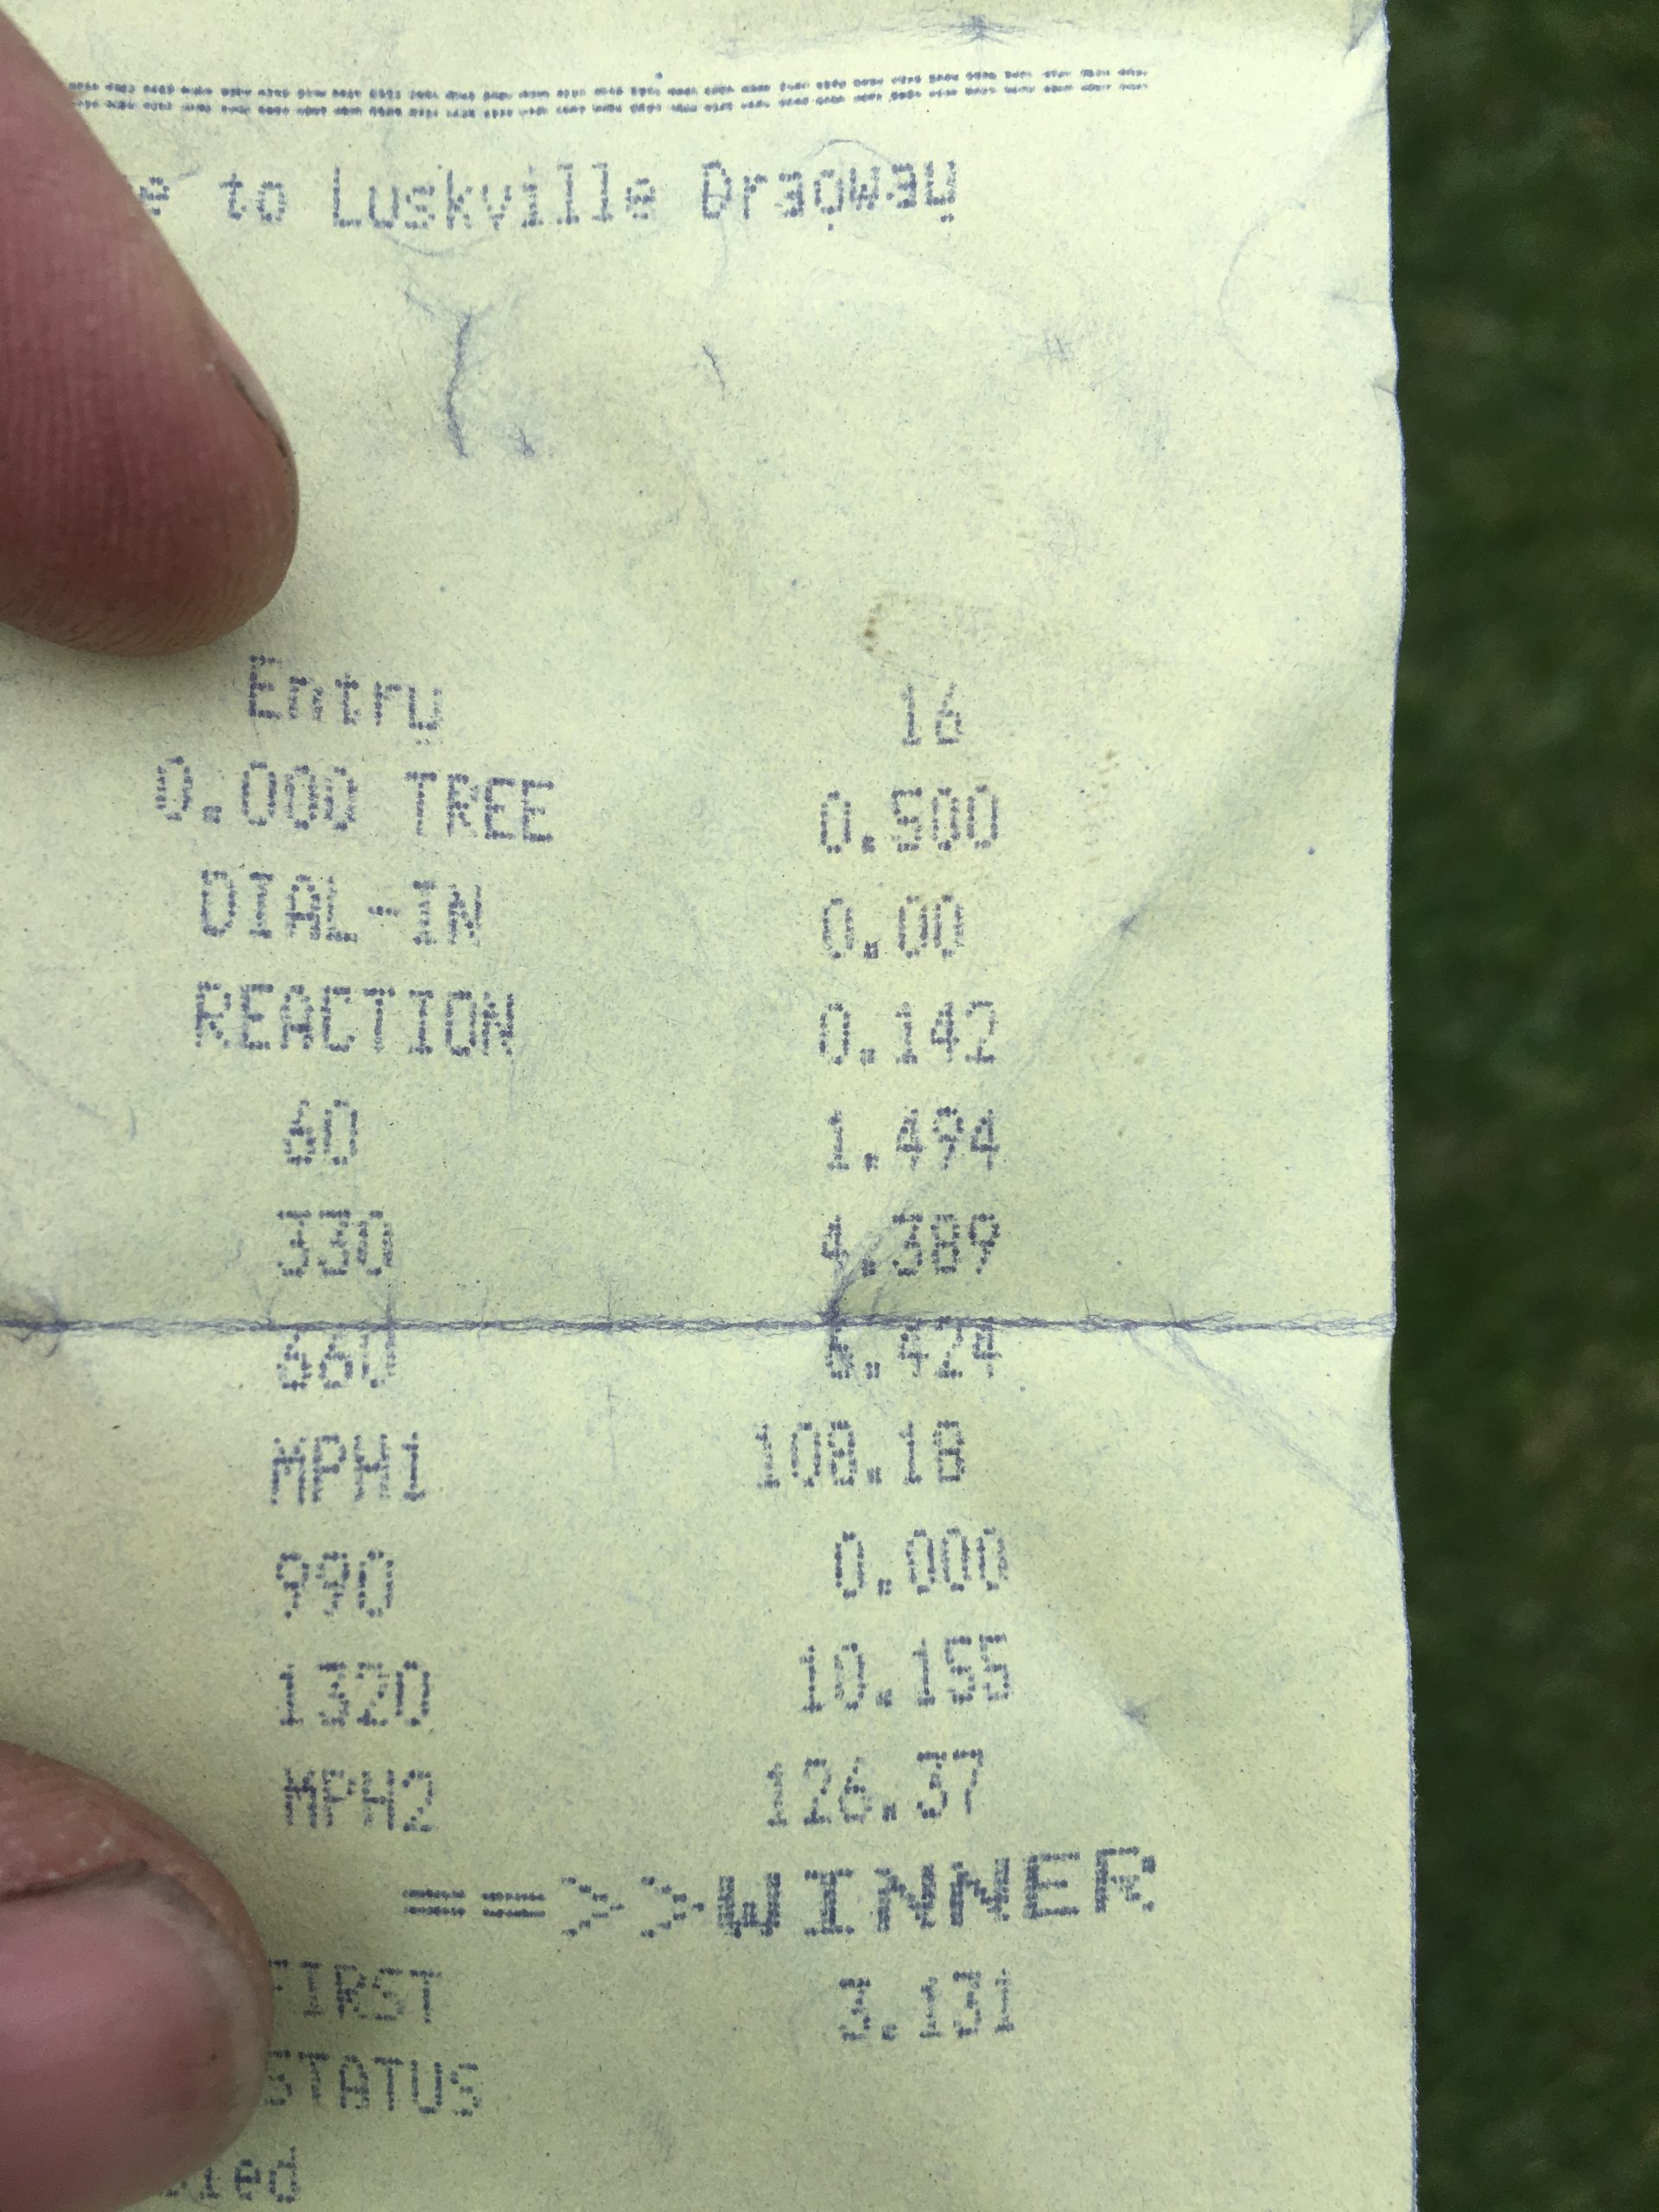 to Luskville Dragway
Entry 16
0.000 TREE 0.500
DIAL-IN 0.00
REACTION 0.142
60 1.494
330 4.389
660 6.424
MPH1 108.18
990 0.000
1320 10.155
MPH2 126.37
==>>WINNER
FIRST 3.131
STATUS